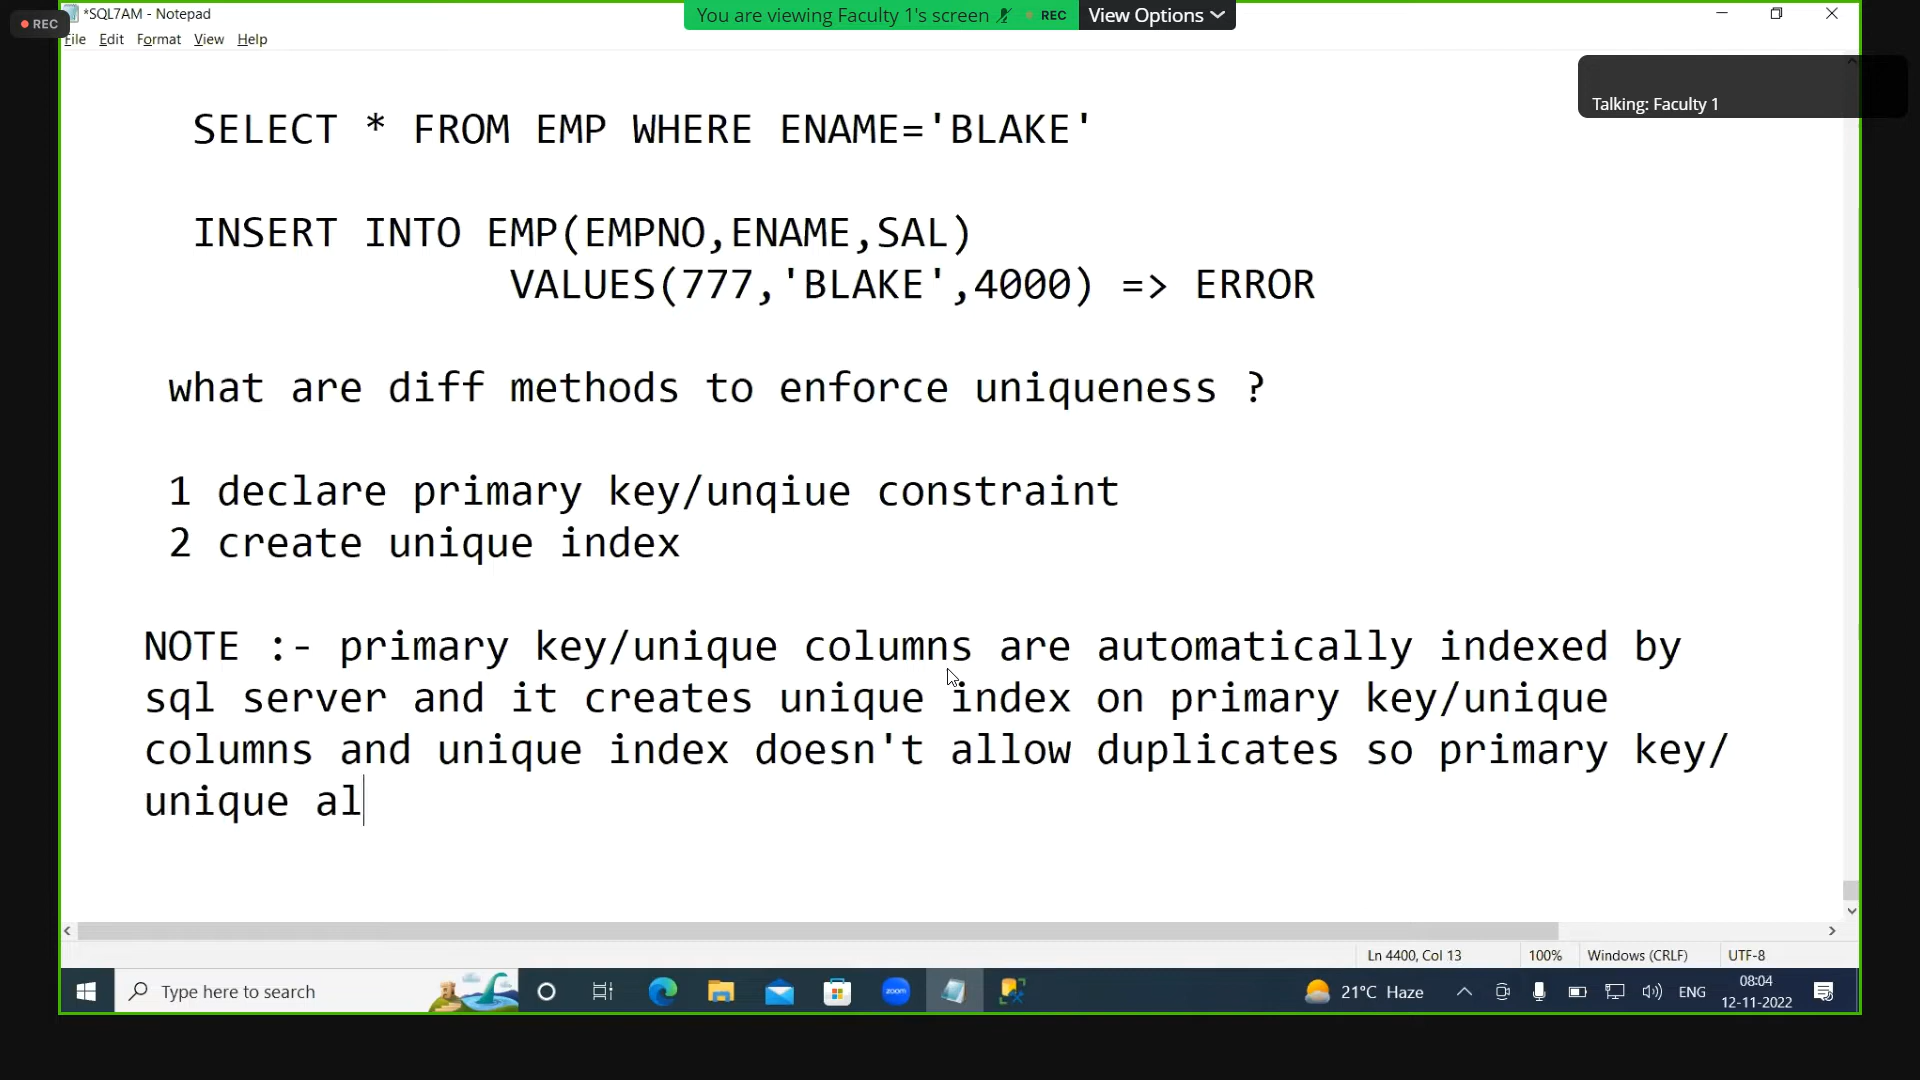 REC
*SQL7AM - Notepad
You are viewing Faculty 1's screen REC View Options
File Edit Format View Help
Talking: Faculty 1
SELECT * FROM EMP WHERE ENAME='BLAKE'
INSERT INTO EMP(EMPNO,ENAME,SAL)
VALUES(777,'BLAKE',4000) => ERROR
what are diff methods to enforce uniqueness ?
1 declare primary key/unqiue constraint
2 create unique index
NOTE :- primary key/unique columns are automatically indexed by
sql server and it creates unique index on primary key/unique
columns and unique index doesn't allow duplicates so primary key/
unique al
Ln 4400, Col 13 100% Windows (CRLF) UTF-8
Type here to search
zoom
21°C Haze
ENG
08:04
12-11-2022